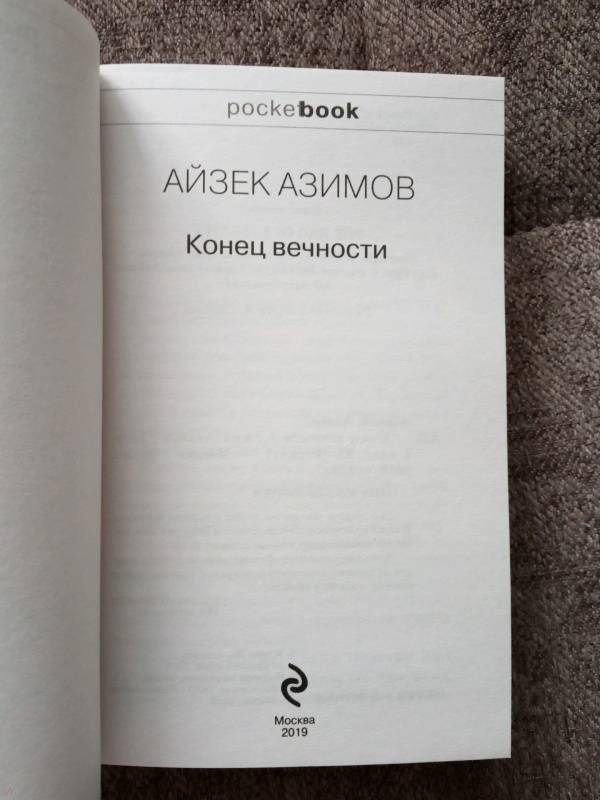 pocketbook
АЙЗЕК АЗИМОВ
Конец вечности
Москва
2019